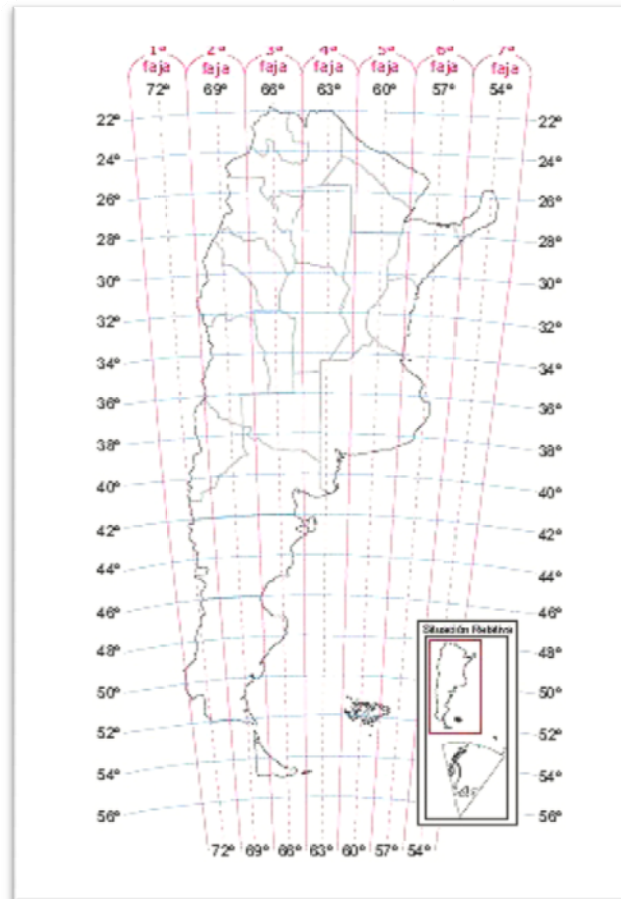 1ª 2ª 3ª 4ª 5ª 6ª 7ª
faja faja faja faja faja faja faja
72º 69º 66º 63º 60º 57º 54º
22º 22º
24º 24º
26º 26º
28º 28º
30º 30º
32º 32º
34º 34º
36º 36º
38º 38º
40º 40º
42º 42º
44º 44º
46º 46º
Situación Relativa
48º 48º
50º 50º
52º 52º
54º 54º
56º 56º
72º 69º 66º 63º 60º 57º 54º